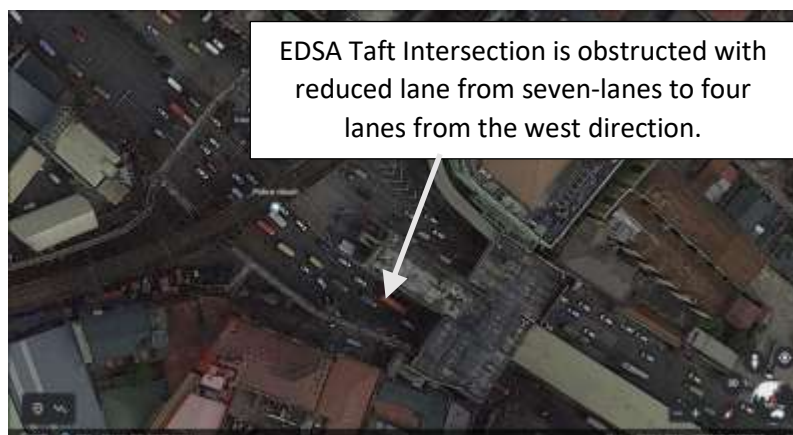 EDSA Taft Intersection is obstructed with
reduced lane from seven-lanes to four
lanes from the west direction.